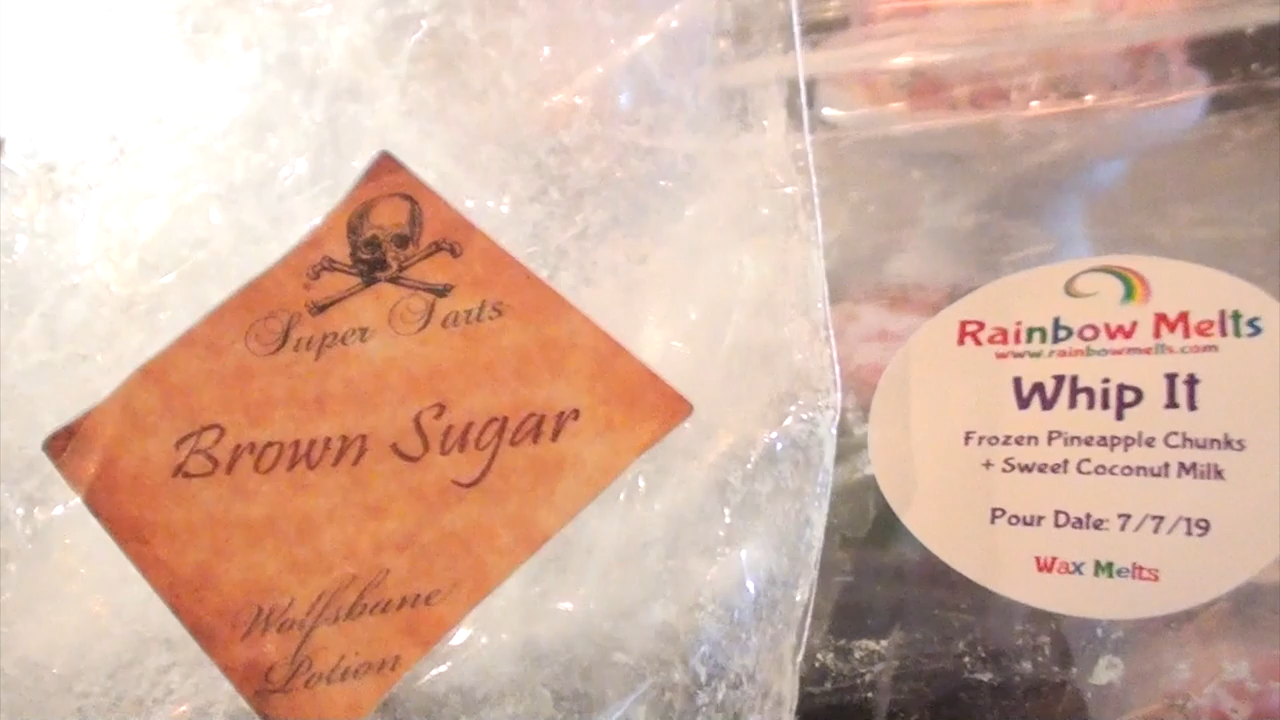 Super Tarts
Brown Sugar
Wolfsbane
Potion
Rainbow Melts
www.rainbowmelts.com
Whip It
Frozen Pineapple Chunks
+ Sweet Coconut Milk
Pour Date: 7/7/19
Wax Melts